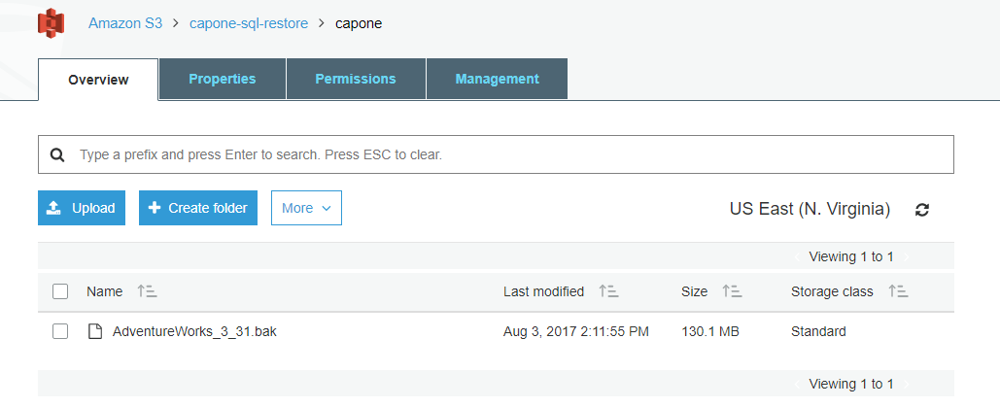 Amazon S3 > capone-sql-restore > capone
Overview Properties Permissions Management
Type a prefix and press Enter to search. Press ESC to clear.
Upload Create folder More US East (N. Virginia)
Viewing 1 to 1
Name Last modified Size Storage class
AdventureWorks_3_31.bak Aug 3, 2017 2:11:55 PM 130.1 MB Standard
Viewing 1 to 1